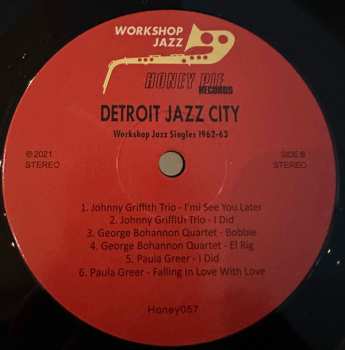 WORKSHOP
JAZZ
HONEY PIE
RECORDS
DETROIT JAZZ CITY
Workshop Jazz Singles 1962-63
℗ 2021
STEREO
SIDE B
STEREO
1. Johnny Griffith Trio - I'mi See You Later
2. Johnny Griffith Trio - I Did
3. George Bohannon Quartet - Bobbie
4. George Bohannon Quartet - El Rig
5. Paula Greer - I Did
6. Paula Greer - Falling In Love With Love
Honey067